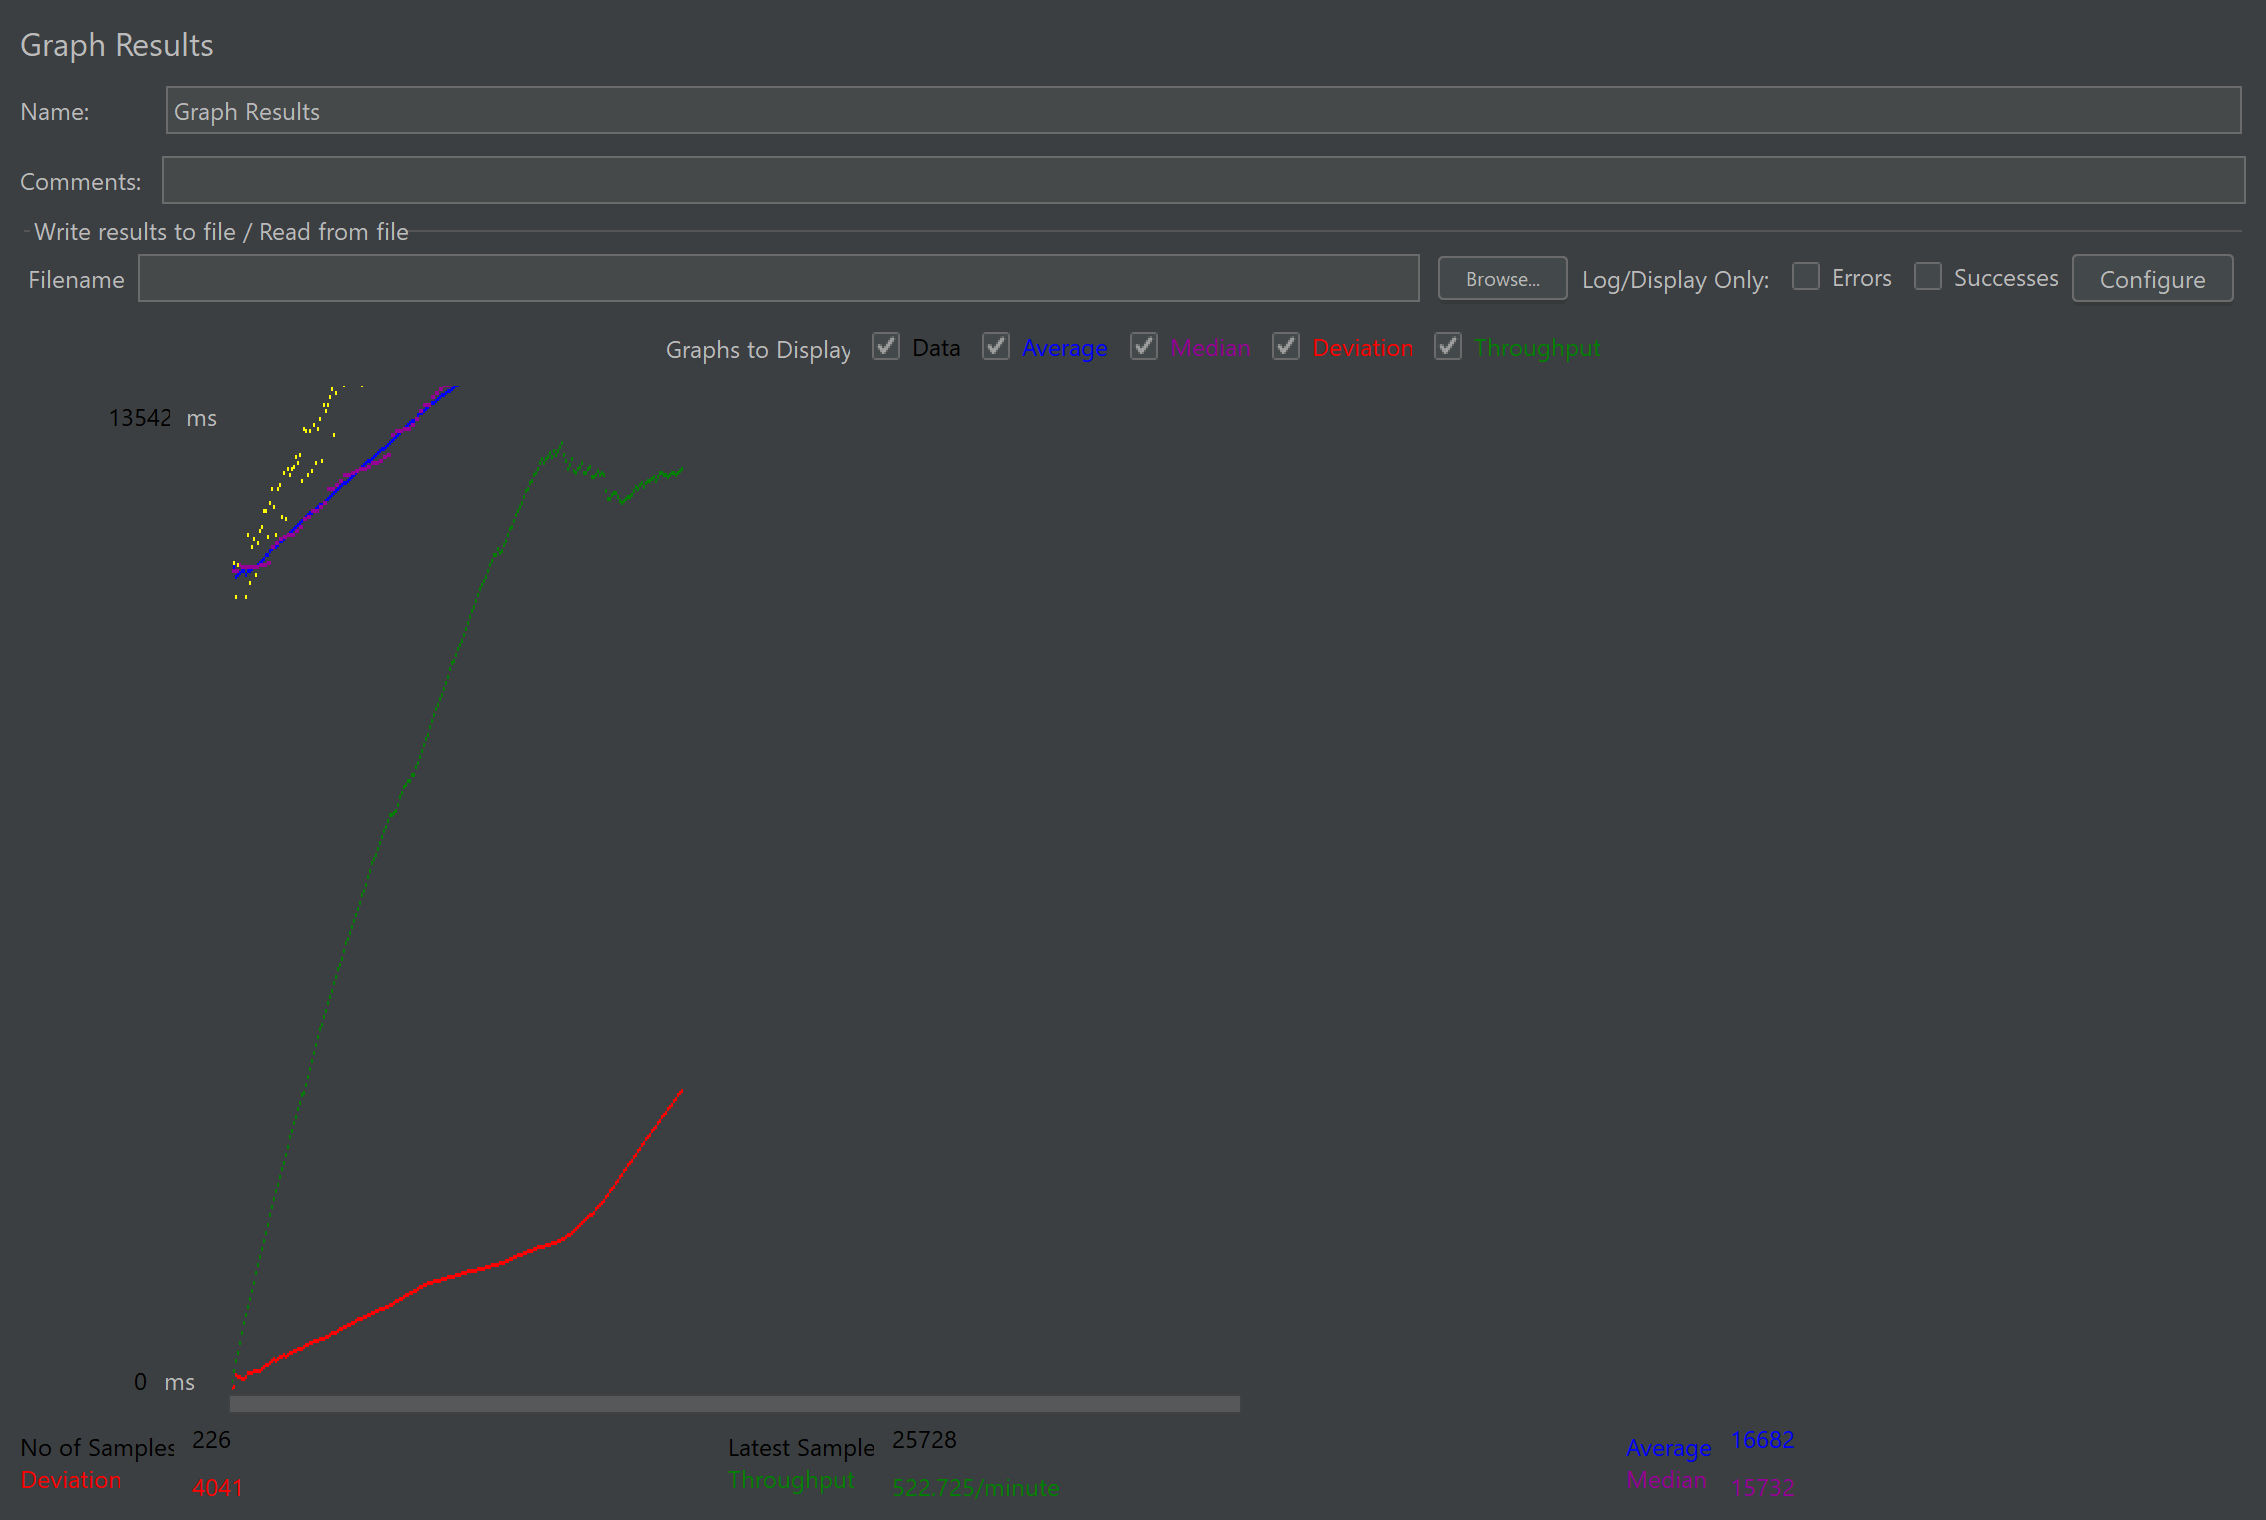 Graph Results
Name: Graph Results
Comments:
Write results to file / Read from file
Filename Browse... Log/Display Only: Errors Successes Configure
Graphs to Display Data Average Median Deviation Throughput
13542 ms
0 ms
No of Samples 226 Latest Sample 25728 Average 16682
Deviation 4041 Throughput 522.725/minute Median 15732